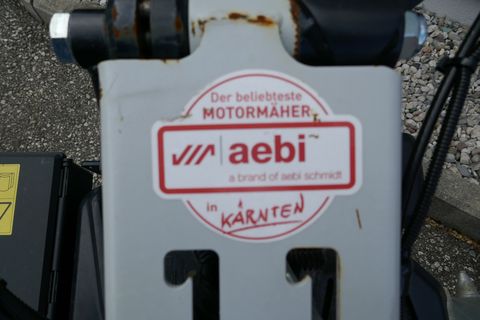 Der beliebteste
MOTORMÄHER
aebi
a brand of aebi schmidt
in KÄRNTEN